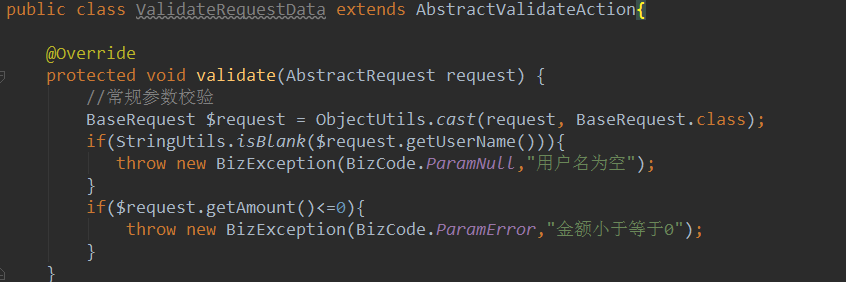 public class ValidateRequestData extends AbstractValidateAction{
@Override
protected void validate(AbstractRequest request) {
//常规参数校验
BaseRequest $request = ObjectUtils.cast(request, BaseRequest.class);
if(StringUtils.isBlank($request.getUserName())){
throw new BizException(BizCode.ParamNull,"用户名为空");
}
if($request.getAmount()<=0){
throw new BizException(BizCode.ParamError,"金额小于等于0");
}
}